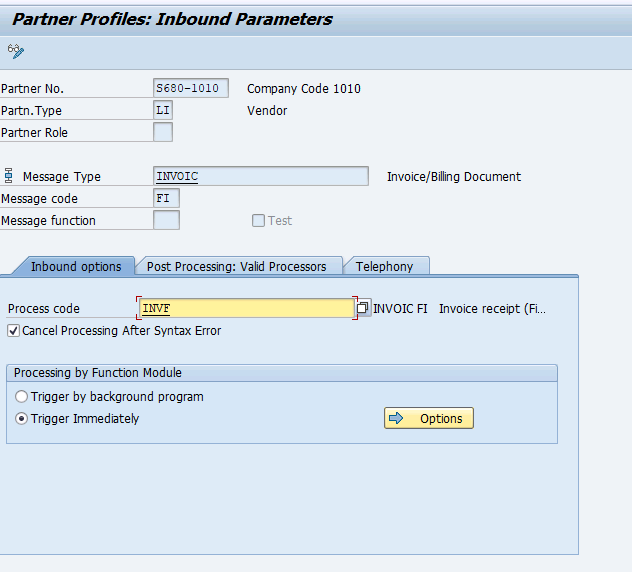 Partner Profiles: Inbound Parameters
Partner No. S680-1010 Company Code 1010
Partn.Type LI Vendor
Partner Role
Message Type INVOIC Invoice/Billing Document
Message code FI
Message function Test
Inbound options Post Processing: Valid Processors Telephony
Process code INVF INVOIC FI Invoice receipt (Fi...
Cancel Processing After Syntax Error
Processing by Function Module
Trigger by background program
Trigger Immediately Options